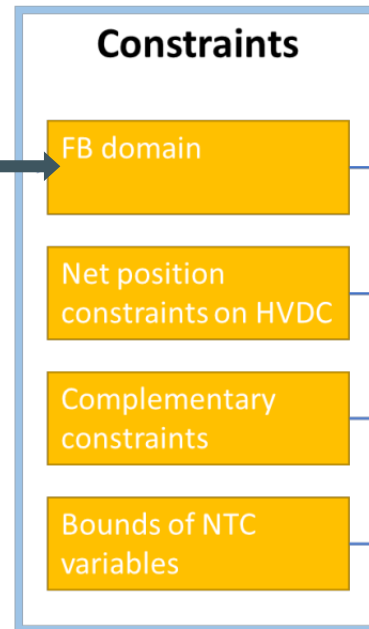 Constraints
FB domain
Net position
constraints on HVDC
Complementary
constraints
Bounds of NTC
variables